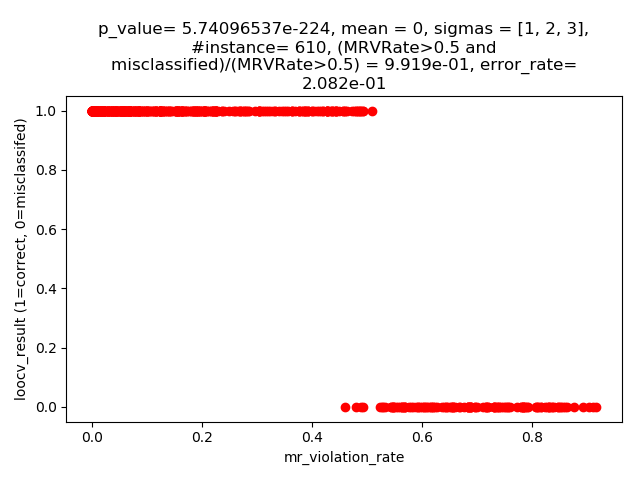 p_value= 5.74096537e-224, mean = 0, sigmas = [1, 2, 3],
#instance= 610, (MRVRate>0.5 and
misclassified)/(MRVRate>0.5) = 9.919e-01, error_rate=
2.082e-01
loocv_result (1=correct, 0=misclassifed)
1.0
0.8
0.6
0.4
0.2
0.0
0.0 0.2 0.4 0.6 0.8
mr_violation_rate